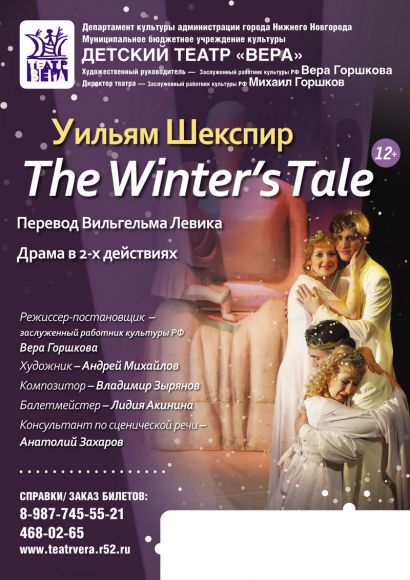 ТЕАТР
ВЕРА
Департамент культуры администрации города Нижнего Новгорода
Муниципальное бюджетное учреждение культуры
ДЕТСКИЙ ТЕАТР «ВЕРА»
Художественный руководитель — Заслуженный работник культуры РФ Вера Горшкова
Директор театра — Заслуженный работник культуры РФ Михаил Горшков
Уильям Шекспир
12+
The Winter's Tale
Перевод Вильгельма Левика
Драма в 2-х действиях
Режиссер-постановщик –
заслуженный работник культуры РФ
Вера Горшкова
Художник – Андрей Михайлов
Композитор – Владимир Зырянов
Балетмейстер – Лидия Акинина
Консультант по сценической речи –
Анатолий Захаров
СПРАВКИ/ ЗАКАЗ БИЛЕТОВ:
8-987-745-55-21
468-02-65
www.teatrvera.r52.ru